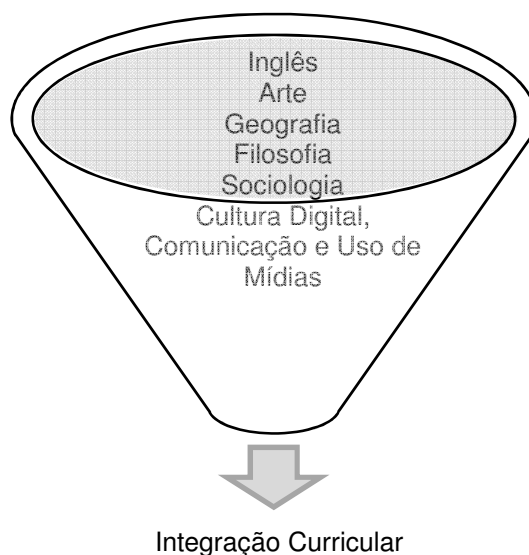 Inglês
Arte
Geografia
Filosofia
Sociologia
Cultura Digital,
Comunicação e Uso de
Mídias
Integração Curricular